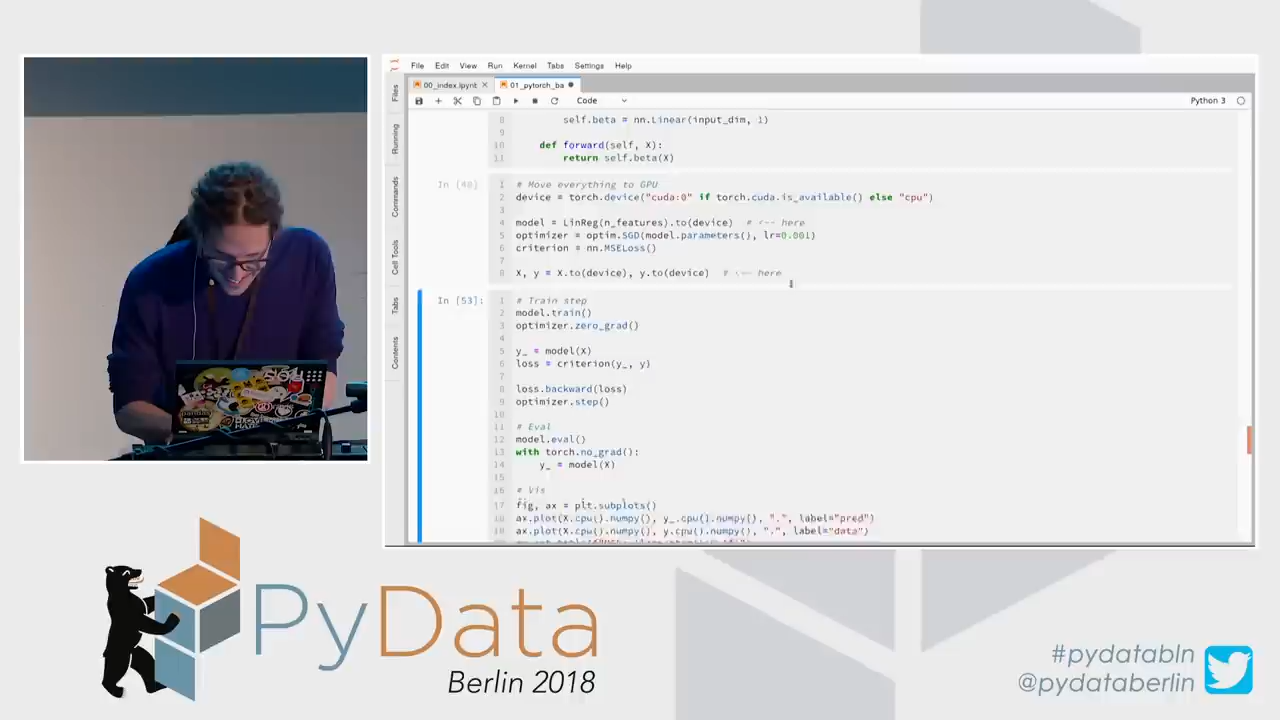 File Edit View Run Kernel Tabs Settings Help
00_index.ipynt
01_pytorch_ba
Code
Python 3
Files
Running
Commands
Cell Tools
Tabs
Contents
8 self.beta = nn.Linear(input_dim, 1)
9
10 def forward(self, X):
11 return self.beta(X)
In [48]
1 # Move everything to GPU
2 device = torch.device("cuda:0" if torch.cuda.is_available() else "cpu")
3
4 model = LinReg(n_features).to(device) # <-- here
5 optimizer = optim.SGD(model.parameters(), lr=0.001)
6 criterion = nn.MSELoss()
7
8 X, y = X.to(device), y.to(device) # <-- here
In [53]:
1 # Train step
2 model.train()
3 optimizer.zero_grad()
4
5 y_ = model(X)
6 loss = criterion(y_, y)
7
8 loss.backward(loss)
9 optimizer.step()
10
11 # Eval
12 model.eval()
13 with torch.no_grad():
14 y_ = model(X)
15
16 # Vis
17 fig, ax = plt.subplots()
18 ax.plot(X.cpu().numpy(), y_.cpu().numpy(), ".", label="pred")
19 ax.plot(X.cpu().numpy(), y.cpu().numpy(), ".", label="data")
PyData
Berlin 2018
#pydatabln
@pydataberlin